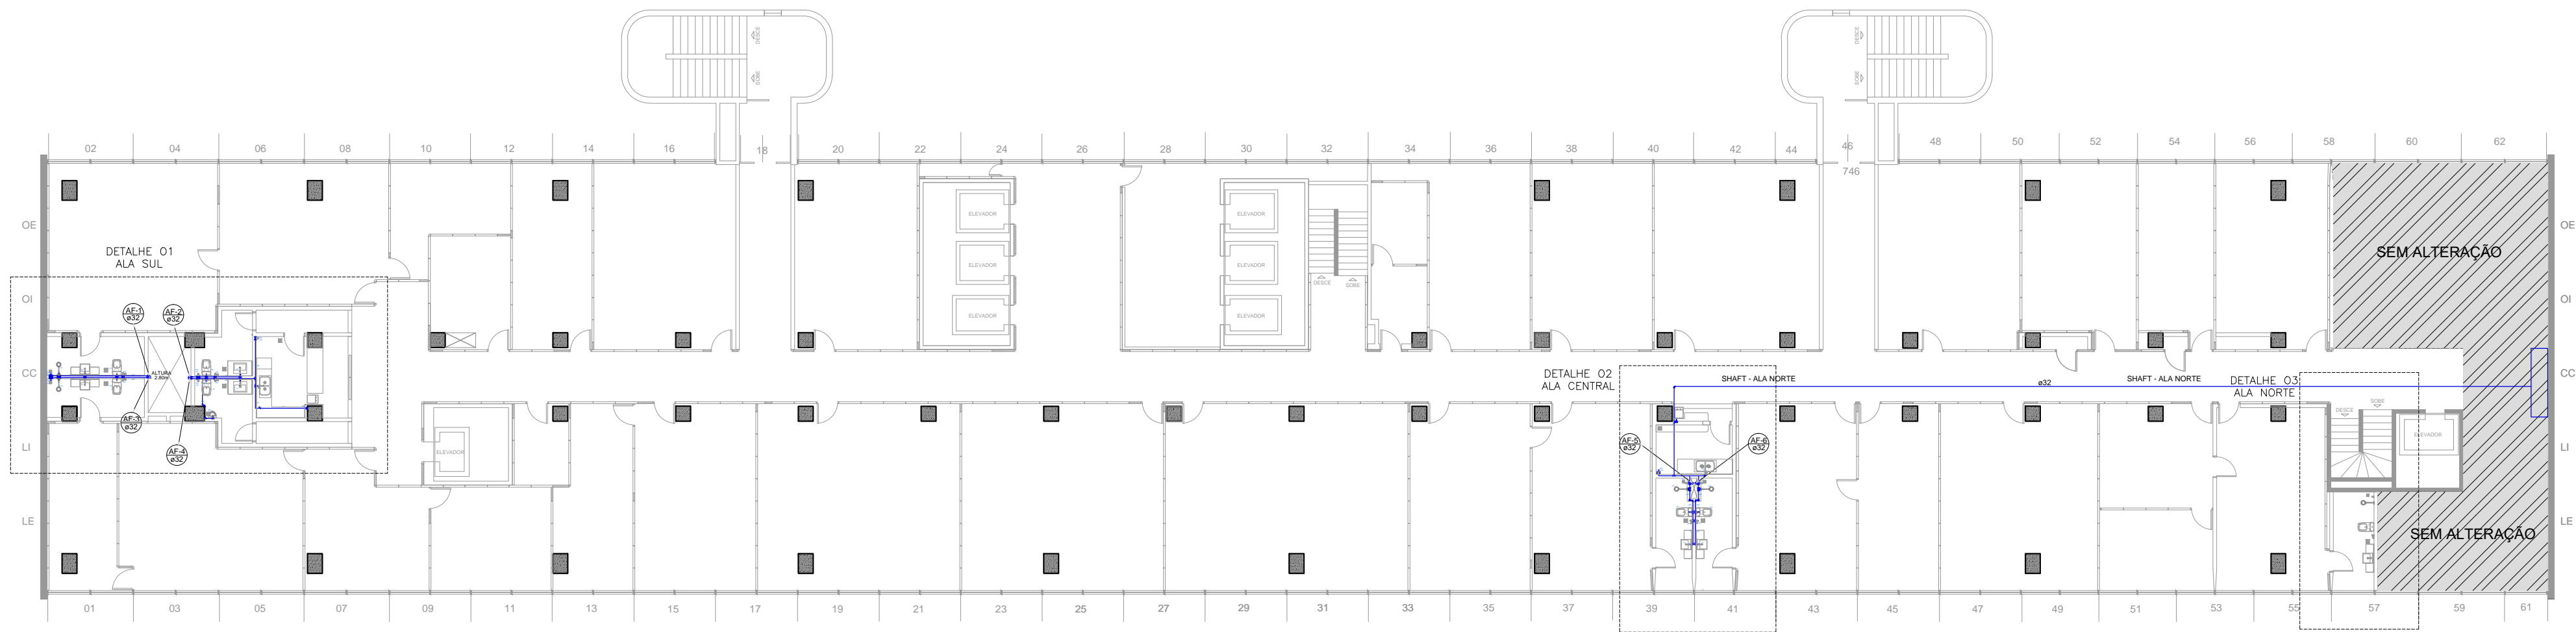 DESCE
SOBE
DESCE
SOBE
02 04 06 08 10 12 14 16 18 20 22 24 26 28 30 32 34 36 38 40 42 44 46 48 50 52 54 56 58 60 62
746
OE
OE
ELEVADOR
ELEVADOR
DETALHE 01
ALA SUL
SEM ALTERAÇÃO
ELEVADOR
ELEVADOR
DESCE
SOBE
OI
OI
AF-1
ø32
AF-2
ø32
ELEVADOR
ELEVADOR
CC
ALTURA
2.80m
DETALHE 02
ALA CENTRAL
SHAFT - ALA NORTE
ø32
SHAFT - ALA NORTE
DETALHE 03
ALA NORTE
CC
AF-3
ø32
AF-4
ø32
DESCE
SOBE
LI
ELEVADOR
AF-5
ø32
AF-6
ø32
ELEVADOR
LI
LE
LE
SEM ALTERAÇÃO
01 03 05 07 09 11 13 15 17 19 21 23 25 27 29 31 33 35 37 39 41 43 45 47 49 51 53 55 57 59 61